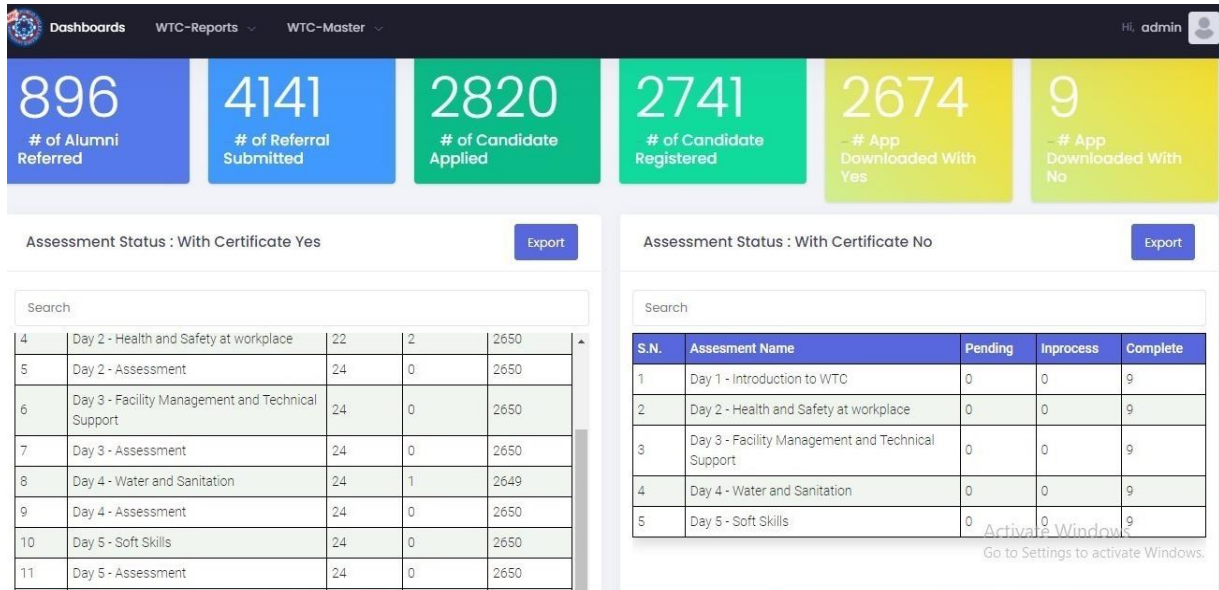 Dashboards WTC-Reports WTC-Master Hi, admin
896
# of Alumni
Referred
4141
# of Referral
Submitted
2820
# of Candidate
Applied
2741
# of Candidate
Registered
2674
# App
Downloaded With
Yes
9
# App
Downloaded With
No
Assessment Status : With Certificate Yes
Export
Search
4 Day 2 - Health and Safety at workplace 22 2 2650
5 Day 2 - Assessment 24 0 2650
6 Day 3 - Facility Management and Technical
Support 24 0 2650
7 Day 3 - Assessment 24 0 2650
8 Day 4 - Water and Sanitation 24 1 2649
9 Day 4 - Assessment 24 0 2650
10 Day 5 - Soft Skills 24 0 2650
11 Day 5 - Assessment 24 0 2650
Assessment Status : With Certificate No
Export
Search
S.N. Assesment Name Pending Inprocess Complete
1 Day 1 - Introduction to WTC 0 0 9
2 Day 2 - Health and Safety at workplace 0 0 9
3 Day 3 - Facility Management and Technical
Support 0 0 9
4 Day 4 - Water and Sanitation 0 0 9
5 Day 5 - Soft Skills 0 0 9
Activate Windows
Go to Settings to activate Windows.